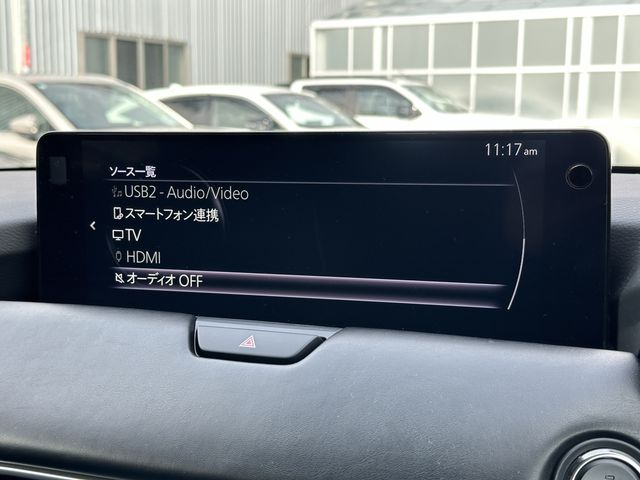 11:17 am
ソース一覧
USB2 - Audio/Video
スマートフォン連携
TV
HDMI
オーディオ OFF